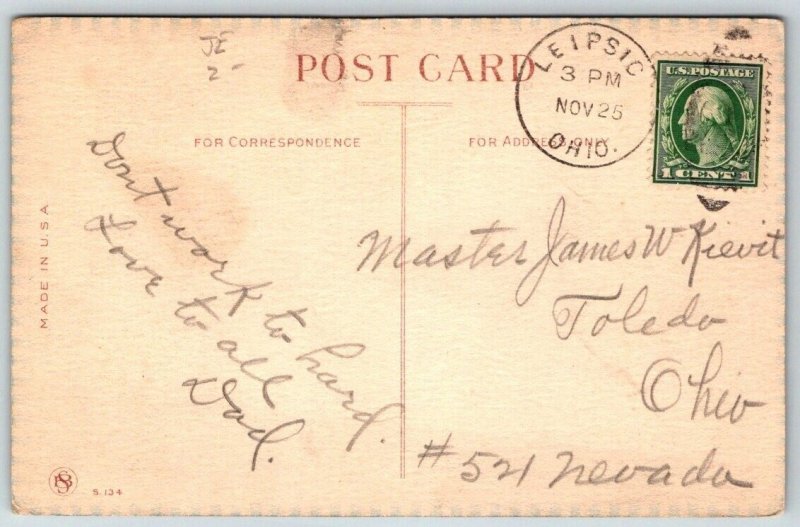 JE
2-
POST CARD
LEIPSIC
3 PM
NOV 25
OHIO.
U.S. POSTAGE
1 CENT 1
FOR CORRESPONDENCE
FOR ADDRESS ONLY
Dont work to hard.
Love to all
Dad.
Master James W Kievit
Toledo
Ohio
#521 Nevada
MADE IN U.S.A
S. 134